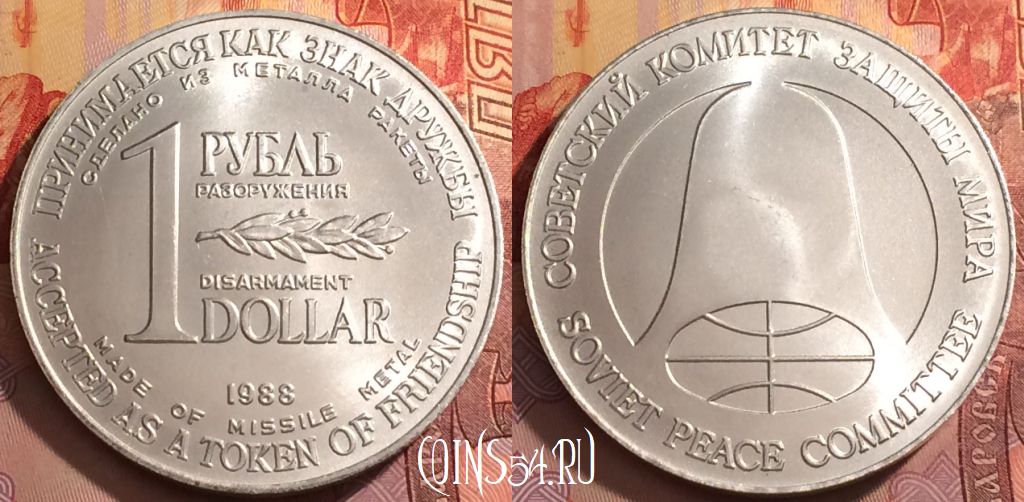 ПРИНИМАЕТСЯ КАК ЗНАК ДРУЖБЫ
СДЕЛАНО ИЗ МЕТАЛЛА РАКЕТЫ
1
РУБЛЬ
РАЗОРУЖЕНИЯ
DISARMAMENT
DOLLAR
1988
MADE OF MISSILE METAL
ACCEPTED AS A TOKEN OF FRIENDSHIP
СОВЕТСКИЙ КОМИТЕТ ЗАЩИТЫ МИРА
SOVIET PEACE COMMITTEE
COINS54.RU